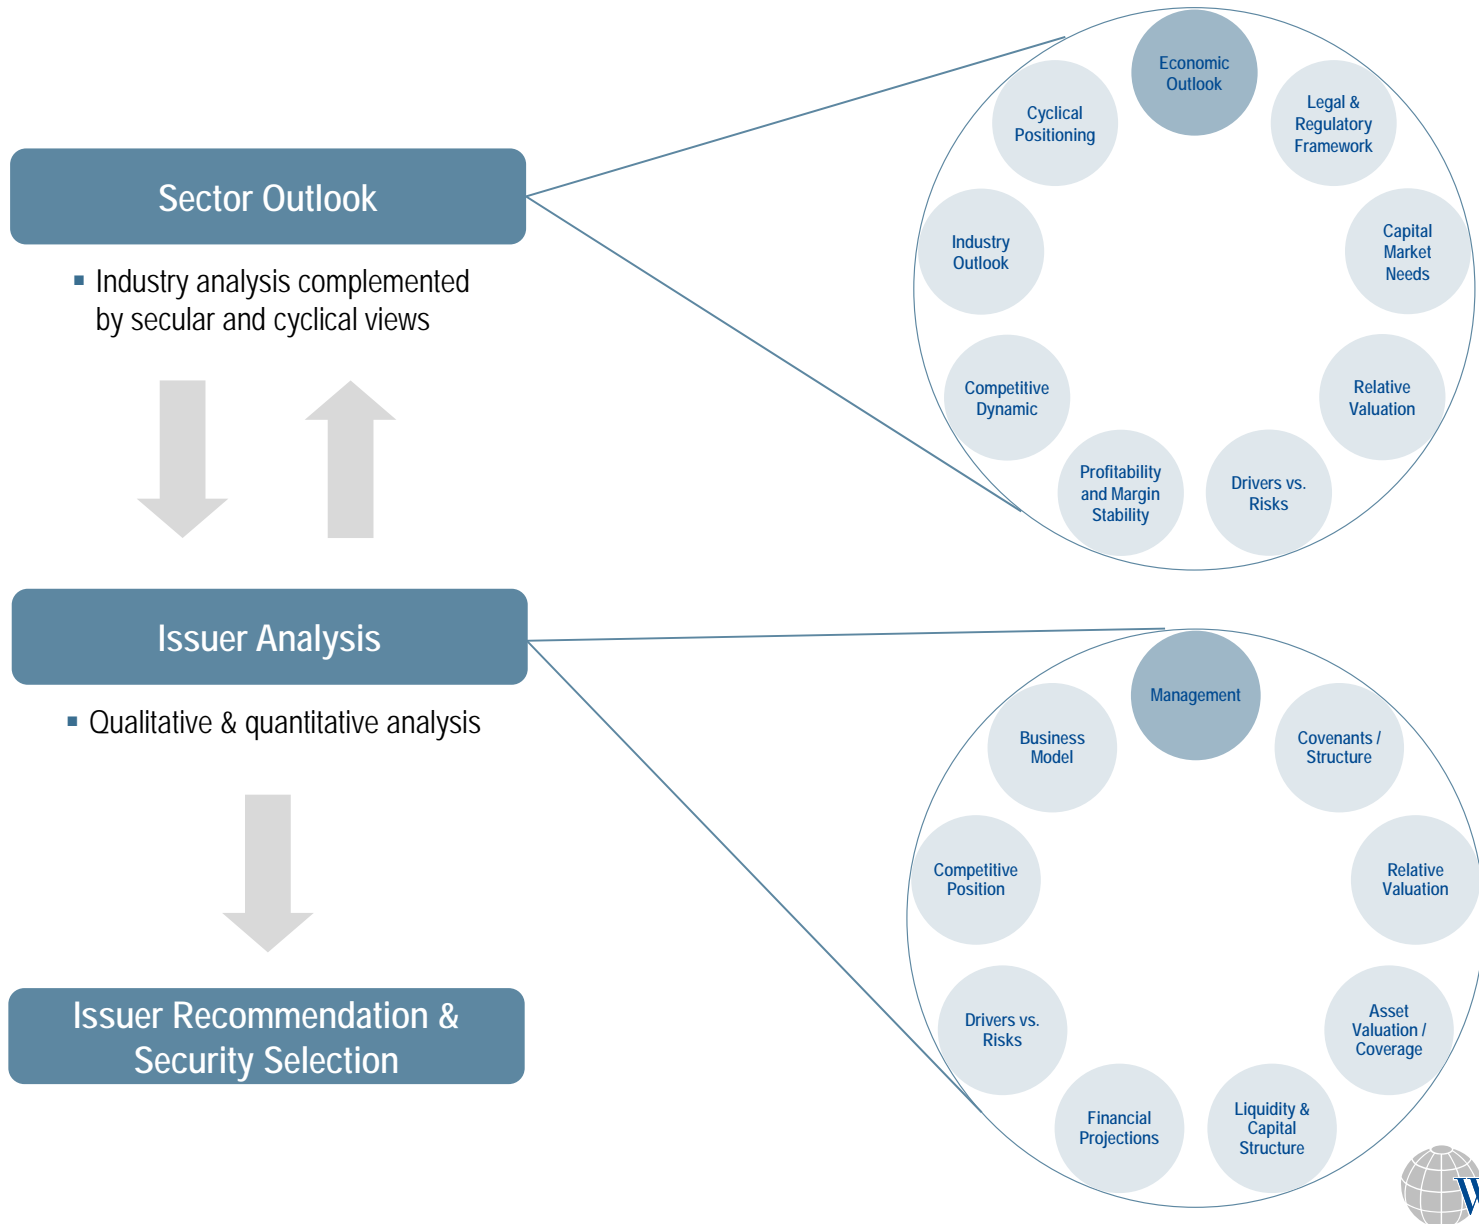 Sector Outlook
▪ Industry analysis complemented
by secular and cyclical views
Issuer Analysis
▪ Qualitative & quantitative analysis
Issuer Recommendation &
Security Selection
Economic
Outlook
Legal &
Regulatory
Framework
Capital
Market
Needs
Relative
Valuation
Drivers vs.
Risks
Profitability
and Margin
Stability
Competitive
Dynamic
Industry
Outlook
Cyclical
Positioning
Management
Covenants /
Structure
Relative
Valuation
Asset
Valuation /
Coverage
Liquidity &
Capital
Structure
Financial
Projections
Drivers vs.
Risks
Competitive
Position
Business
Model
W